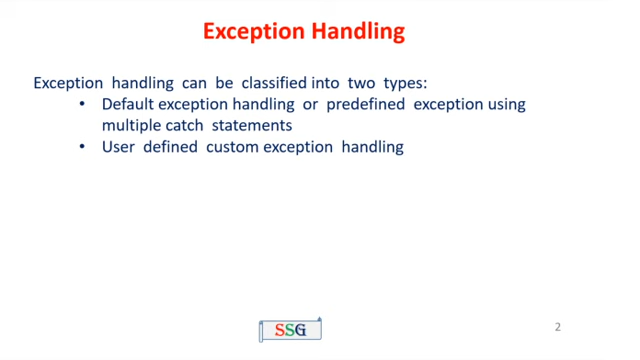 Exception Handling
Exception handling can be classified into two types:
• Default exception handling or predefined exception using
multiple catch statements
• User defined custom exception handling
SSG
2